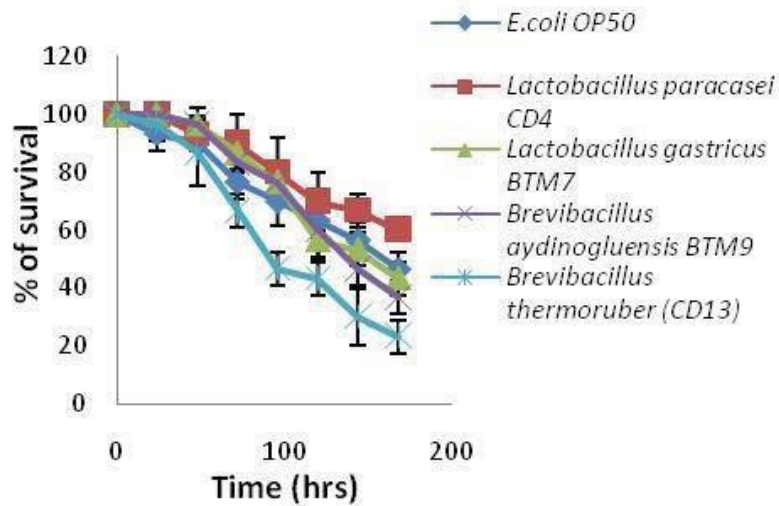 % of survival
120
100
80
60
40
20
0
0
100
200
Time (hrs)
E.coli OP50
Lactobacillus paracasei
CD4
Lactobacillus gastricus
BTM7
Brevibacillus
aydinogluensis BTM9
Brevibacillus
thermoruber (CD13)